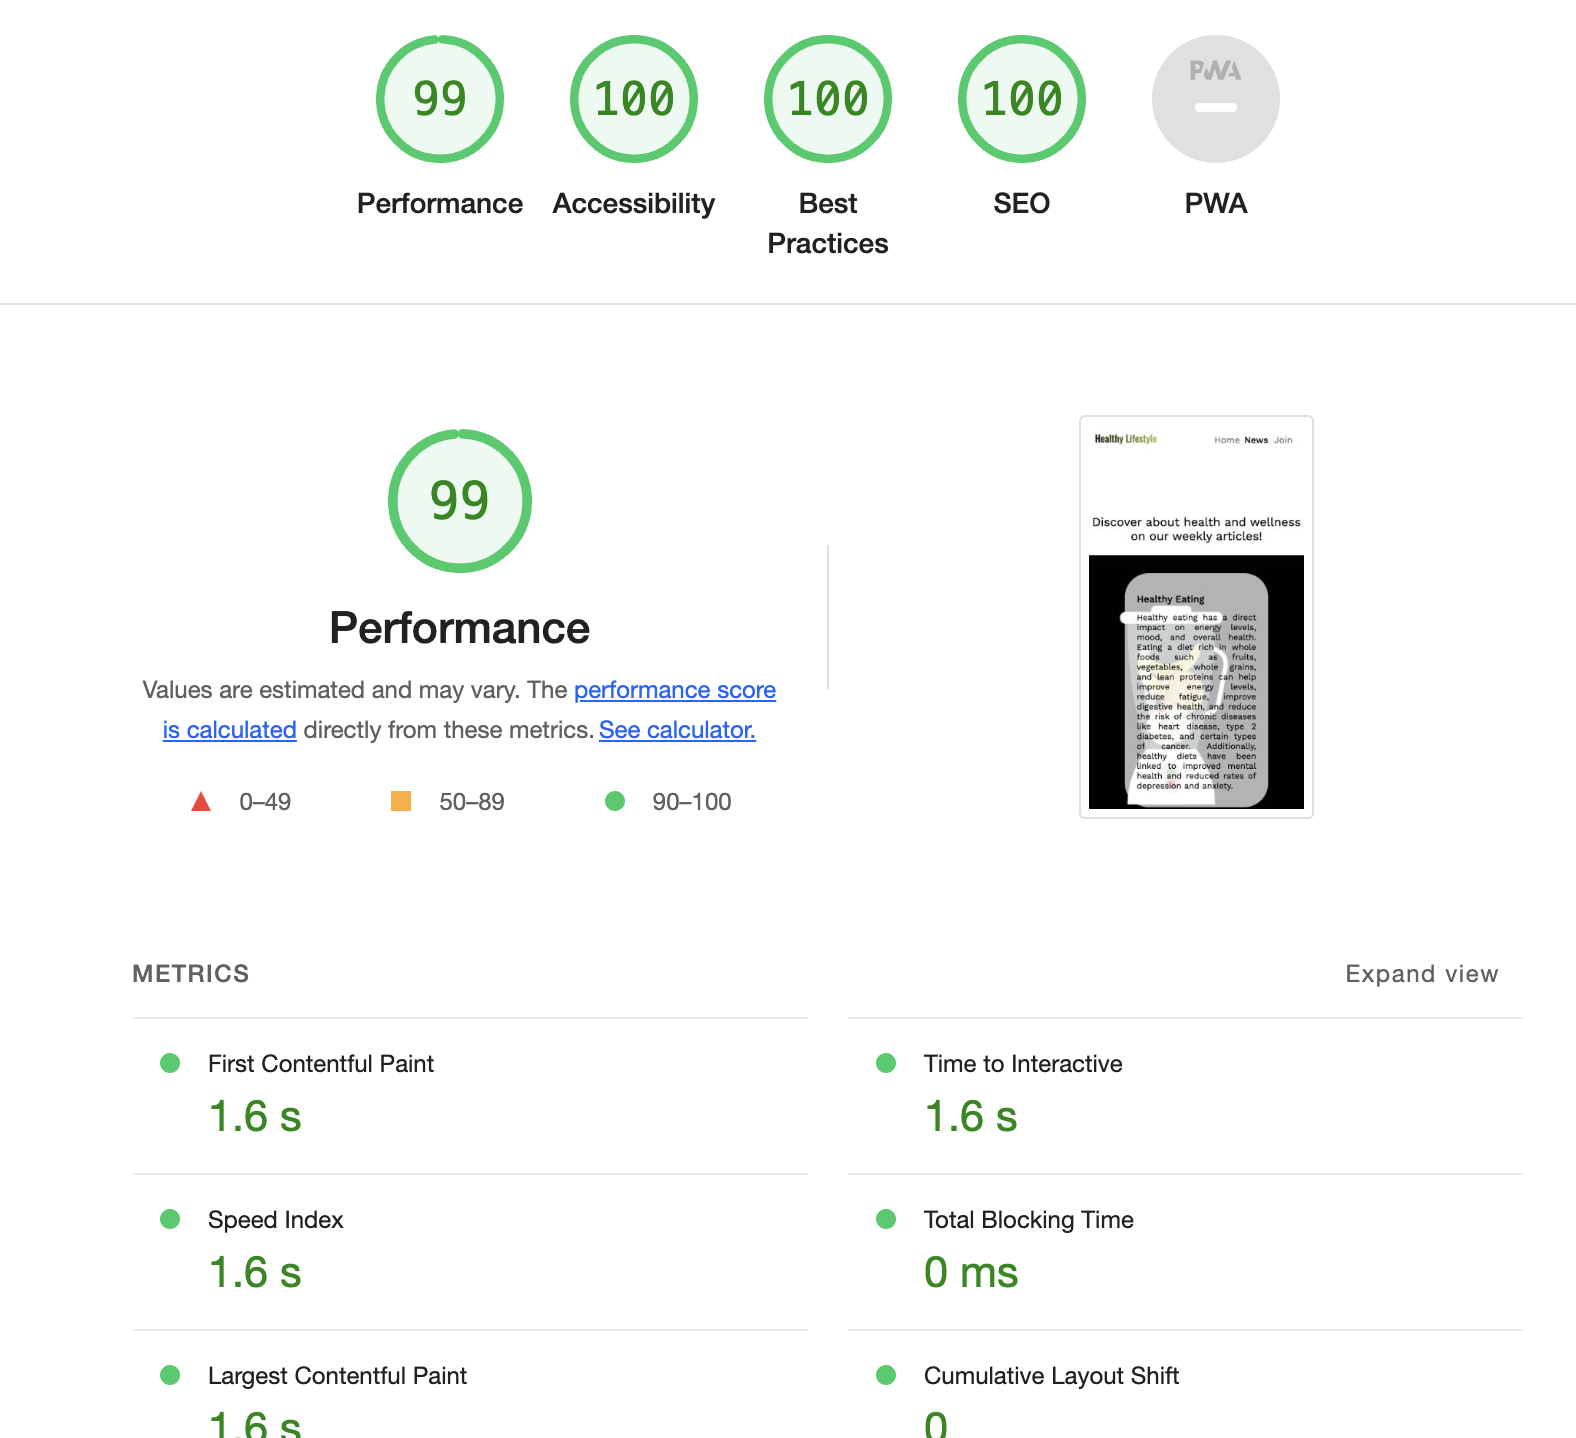 99
100
100
100
PWA
Performance
Accessibility
Best
Practices
SEO
PWA
99
Performance
Values are estimated and may vary. The performance score
is calculated directly from these metrics. See calculator.
0–49
50–89
90–100
Healthy Lifestyle
Home News Join
Discover about health and wellness
on our weekly articles!
Healthy Eating
Healthy eating has a direct
impact on energy levels,
mood, and overall health.
Eating a diet rich in whole
foods such as fruits,
vegetables, whole grains,
and lean proteins can help
improve energy levels,
reduce fatigue, improve
digestive health, and reduce
the risk of chronic diseases
like heart disease, type 2
diabetes, and certain types
of cancer. Additionally,
healthy diets have been
linked to improved mental
health and reduced rates of
depression and anxiety.
METRICS
Expand view
First Contentful Paint
1.6 s
Time to Interactive
1.6 s
Speed Index
1.6 s
Total Blocking Time
0 ms
Largest Contentful Paint
1.6 s
Cumulative Layout Shift
0